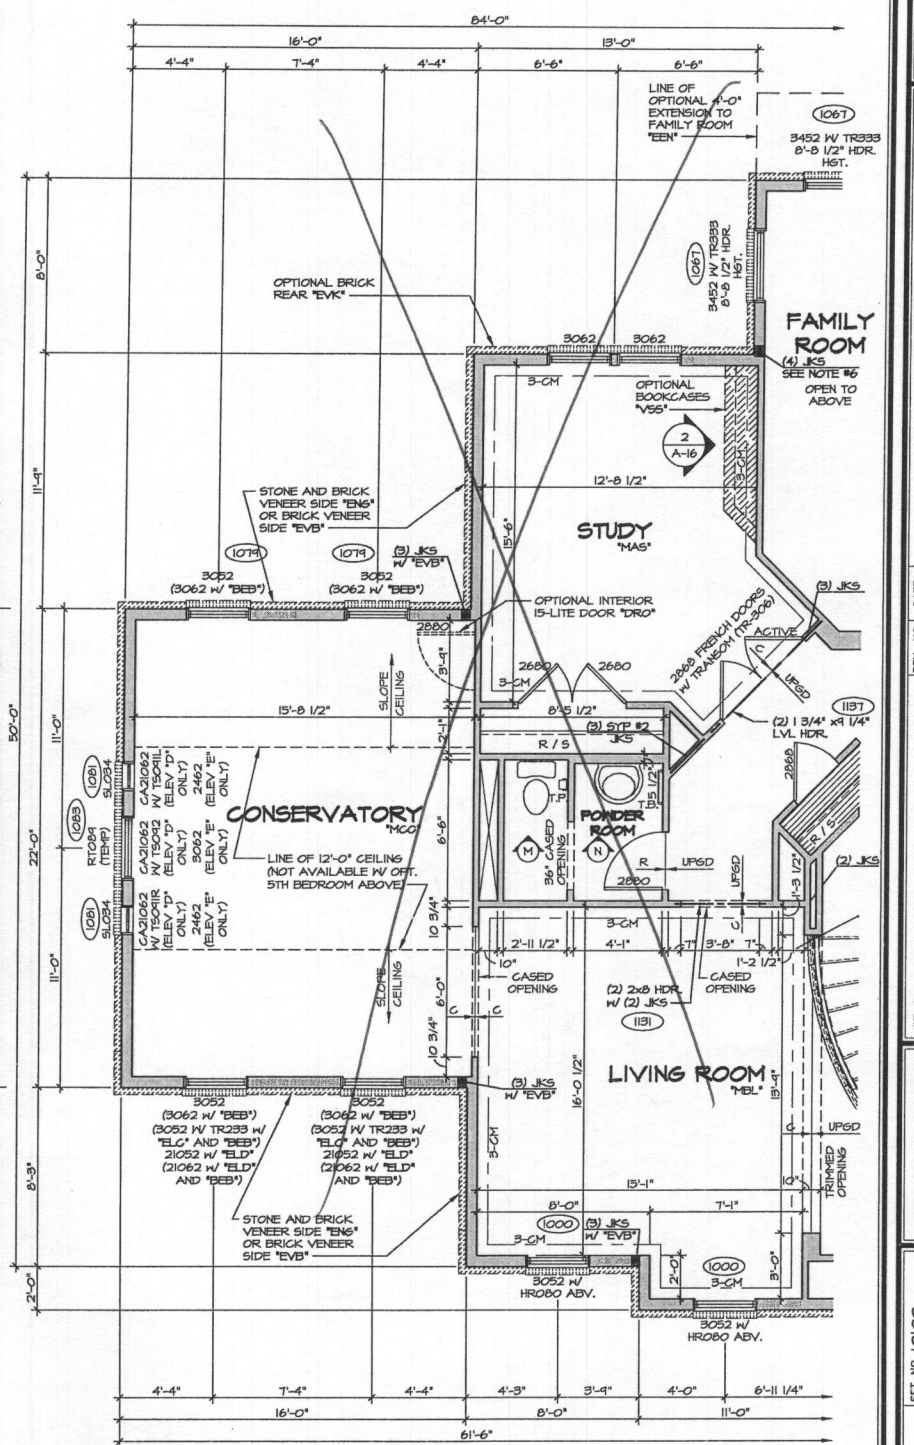 84'-0"
16'-0"
13'-0"
4'-4"
7'-4"
4'-4"
6'-6"
6'-6"
LINE OF
OPTIONAL 4'-0"
EXTENSION TO
FAMILY ROOM
"EEN"
1067
3452 W/ TR333
8'-8 1/2" HDR.
HGT.
8'-0"
1067
3452 W/ TR333
8'-8 1/2" HDR.
HGT.
OPTIONAL BRICK
REAR "EVK"
FAMILY
ROOM
3062
3062
(4) JKS
SEE NOTE #6
OPEN TO
ABOVE
3-CM
OPTIONAL
BOOKCASES
"VSS"
2
A-16
3-CM
11'-9"
12'-8 1/2"
STONE AND BRICK
VENEER SIDE "ENG"
OR BRICK VENEER
SIDE "EVB"
15'-6"
STUDY
"MAS"
1079
1079
(3) JKS
W/ "EVB"
3052
(3062 W/ "BEB")
3052
(3062 W/ "BEB")
OPTIONAL INTERIOR
15-LITE DOOR "DRO"
(3) JKS
2868 FRENCH DOORS
W/ TRANSOM (TR-306)
ACTIVE
C
UPGD
2880
3'-9"
3-CM
2680
2680
SLOPE
CEILING
15'-8 1/2"
8'-5 1/2"
1137
(2) 1 3/4" x9 1/4"
LVL HDR.
2'-1"
(3) SYP #2
JKS
R / S
50'-0"
11'-0"
22'-0"
11'-0"
1081
SLO34
1083
RTO89
(TEMP)
1081
SLO34
CA21062
W/ TSO91L
(ELEV "D"
ONLY)
2462
(ELEV "E"
ONLY)
CA21062
W/ TSO92
(ELEV "D"
ONLY)
3062
(ELEV "E"
ONLY)
CA21062
W/ TSO91R
(ELEV "D"
ONLY)
2462
(ELEV "E"
ONLY)
CONSERVATORY
"MCO"
T.P.
5 1/2"
T.B.
2868
POWDER
ROOM
6'-6"
36" CASED
OPENING
M
N
R
UPGD
2880
UPGD
R / S
(2) JKS
LINE OF 12'-0" CEILING
(NOT AVAILABLE W/ OPT.
5TH BEDROOM ABOVE)
1'-3 1/2"
10 3/4"
3-CM
C
2'-11 1/2"
4'-1"
7"
3'-8"
7"
1'-2 1/2"
10"
CASED
OPENING
CASED
OPENING
SLOPE
CEILING
6'-0"
(2) 2x8 HDR.
W/ (2) JKS
1131
C
C
10 3/4"
(3) JKS
W/ "EVB"
LIVING ROOM
"MBL"
16'-0 1/2"
13'-9"
3052
(3062 W/ "BEB")
(3052 W/ TR233 W/
"ELC" AND "BEB")
21052 W/ "ELD"
(21062 W/ "ELD"
AND "BEB")
3052
(3062 W/ "BEB")
(3052 W/ TR233 W/
"ELC" AND "BEB")
21052 W/ "ELD"
(21062 W/ "ELD"
AND "BEB")
3-CM
C
UPGD
8'-3"
15'-1"
10"
TRIMMED
OPENING
8'-0"
7'-1"
STONE AND BRICK
VENEER SIDE "ENG"
OR BRICK VENEER
SIDE "EVB"
1000
(3) JKS
W/ "EVB"
3-CM
2'-0"
1000
3-CM
3'-0"
3052 W/
HR080 ABV.
2'-0"
3052 W/
HR080 ABV.
4'-4"
7'-4"
4'-4"
4'-3"
3'-9"
4'-0"
6'-11 1/4"
16'-0"
8'-0"
11'-0"
61'-6"